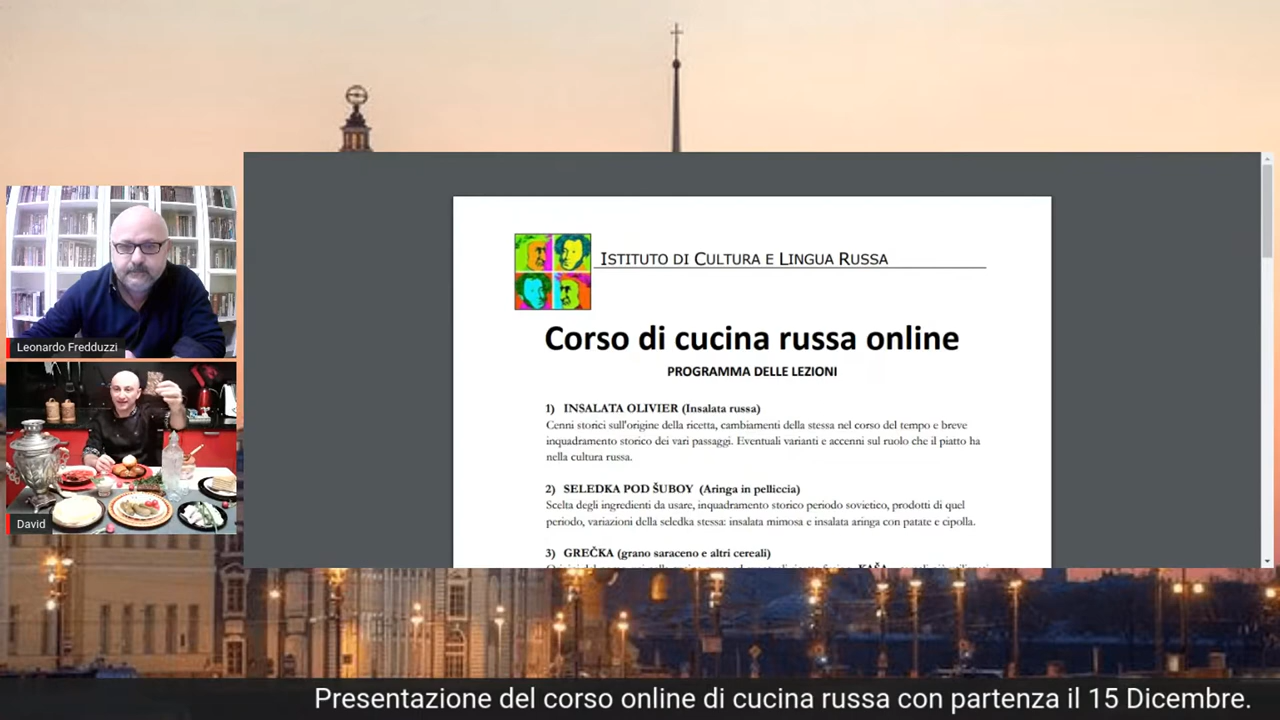 Leonardo Fredduzzi
David
ISTITUTO DI CULTURA E LINGUA RUSSA
Corso di cucina russa online
PROGRAMMA DELLE LEZIONI
1) INSALATA OLIVIER (Insalata russa)
Cenni storici sull'origine della ricetta, cambiamenti della stessa nel corso del tempo e breve
inquadramento storico dei vari passaggi. Eventuali varianti e accenni sul ruolo che il piatto ha
nella cultura russa.
2) SELEDKA POD ŠUBOY (Aringa in pelliccia)
Scelta degli ingredienti da usare, inquadramento storico periodo sovietico, prodotti di quel
periodo, variazioni della seledka stessa: insalata mimosa e insalata aringa con patate e cipolla.
3) GREČKA (grano saraceno e altri cereali)
Presentazione del corso online di cucina russa con partenza il 15 Dicembre.